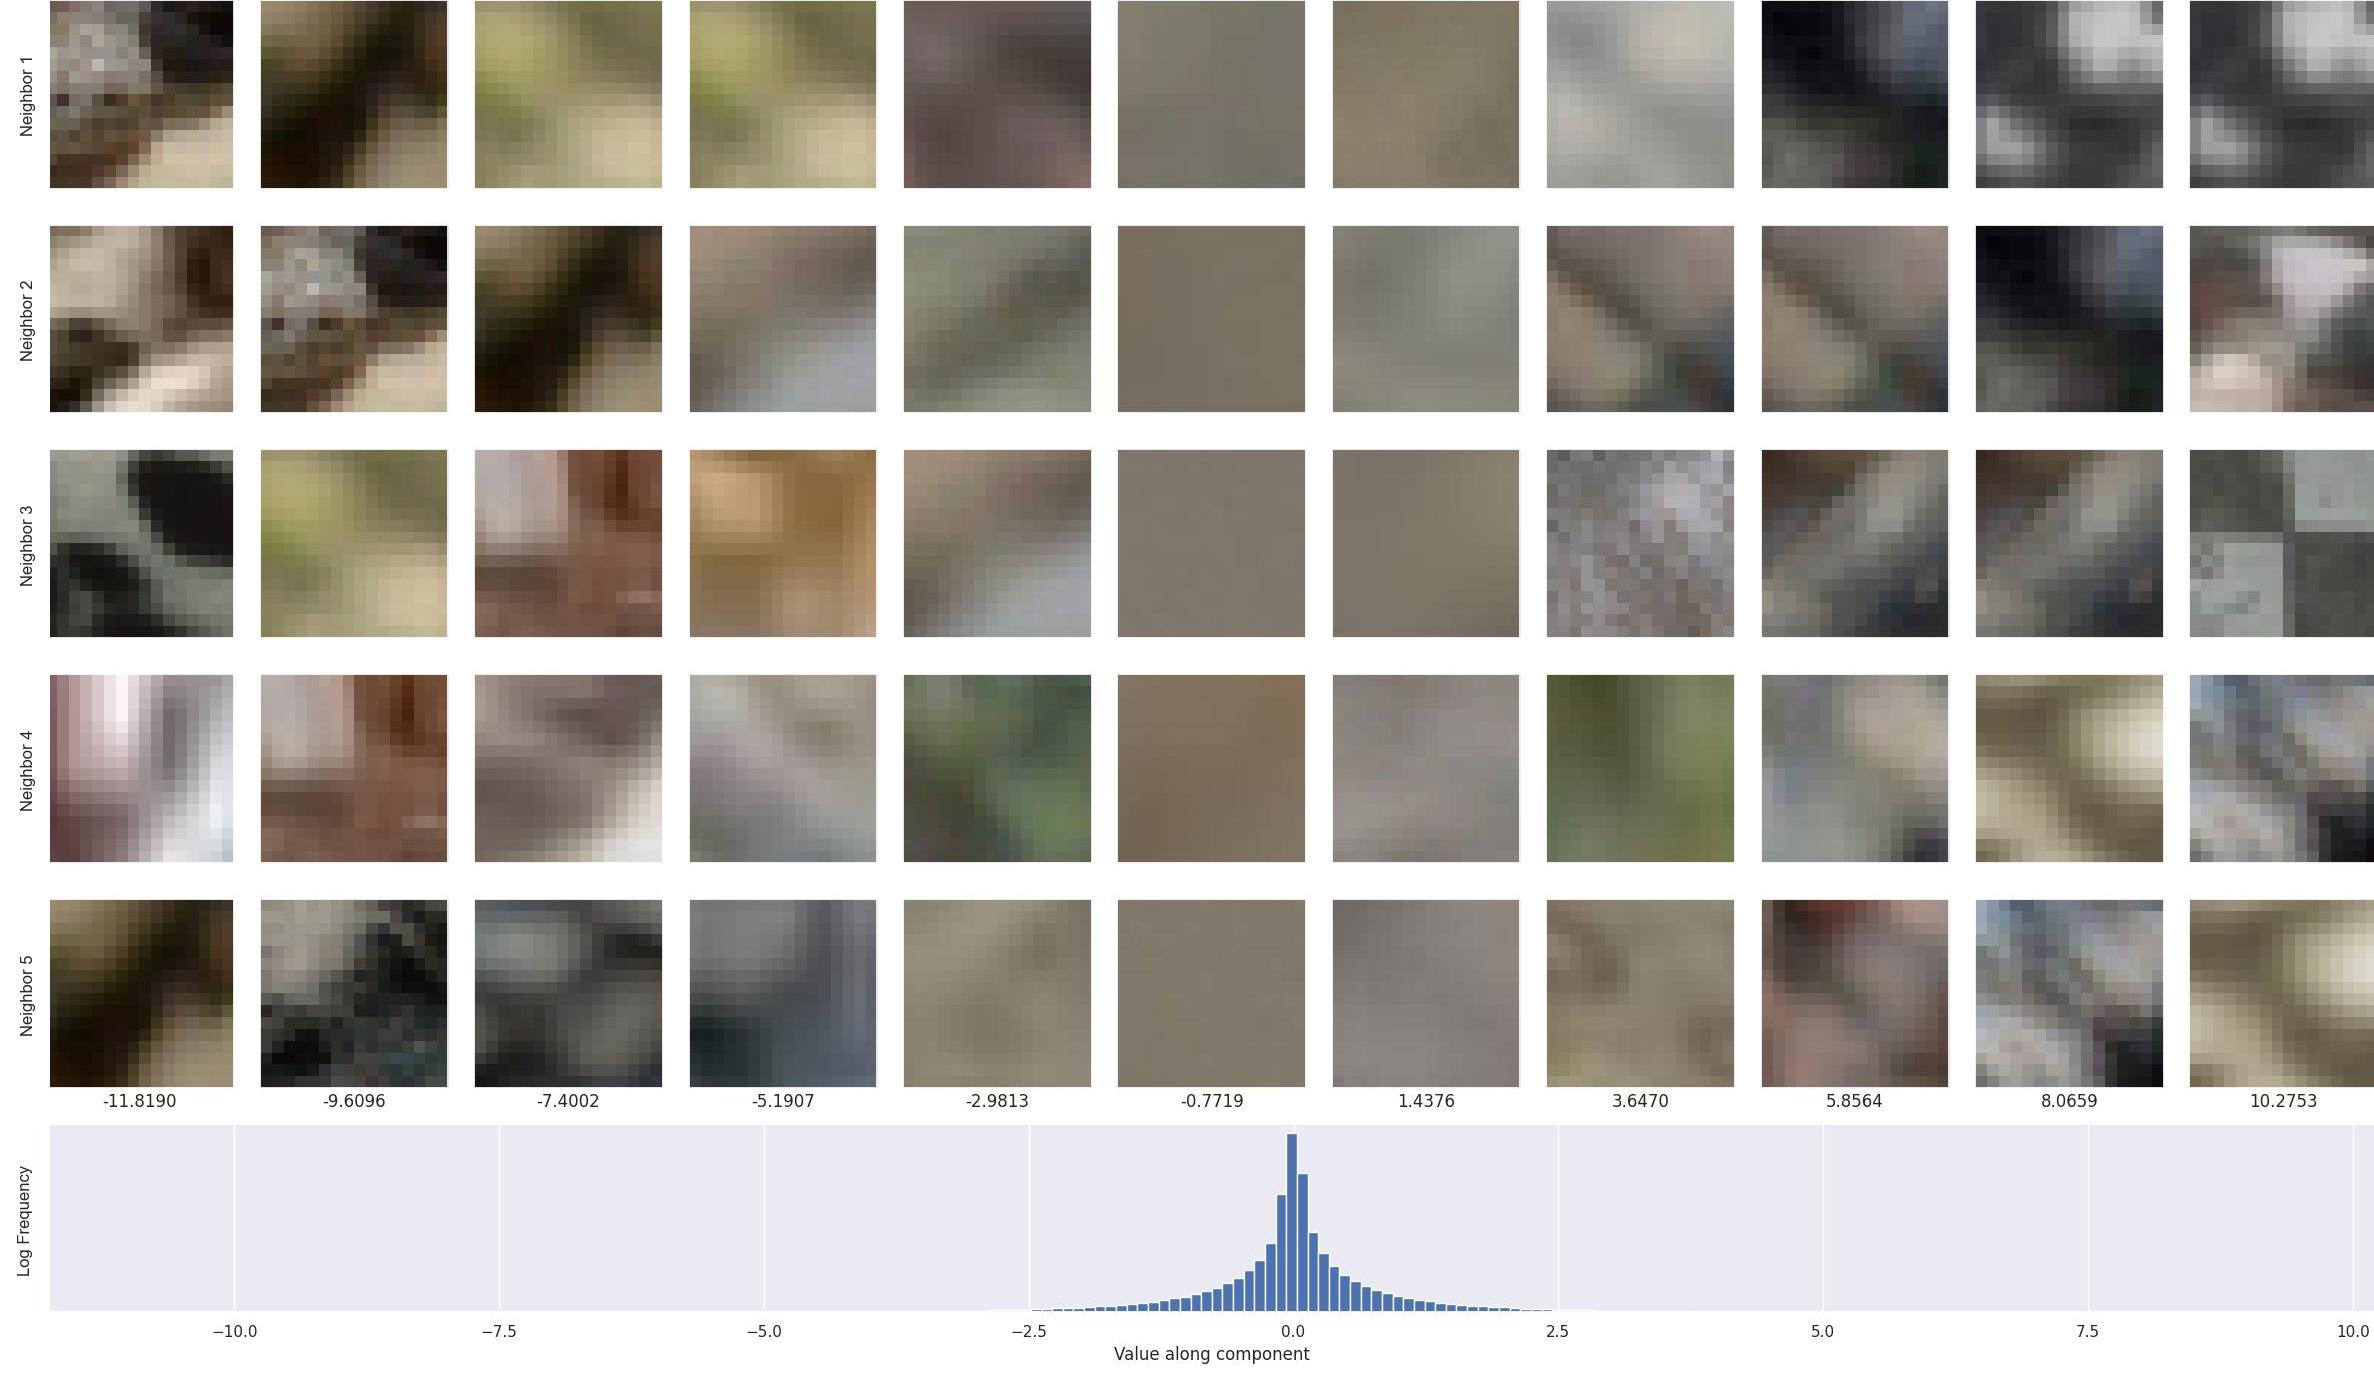 Neighbor 1
Neighbor 2
Neighbor 3
Neighbor 4
Neighbor 5
-11.8190 -9.6096 -7.4002 -5.1907 -2.9813 -0.7719 1.4376 3.6470 5.8564 8.0659 10.2753
Log Frequency
−10.0 −7.5 −5.0 −2.5 0.0 2.5 5.0 7.5 10.0
Value along component